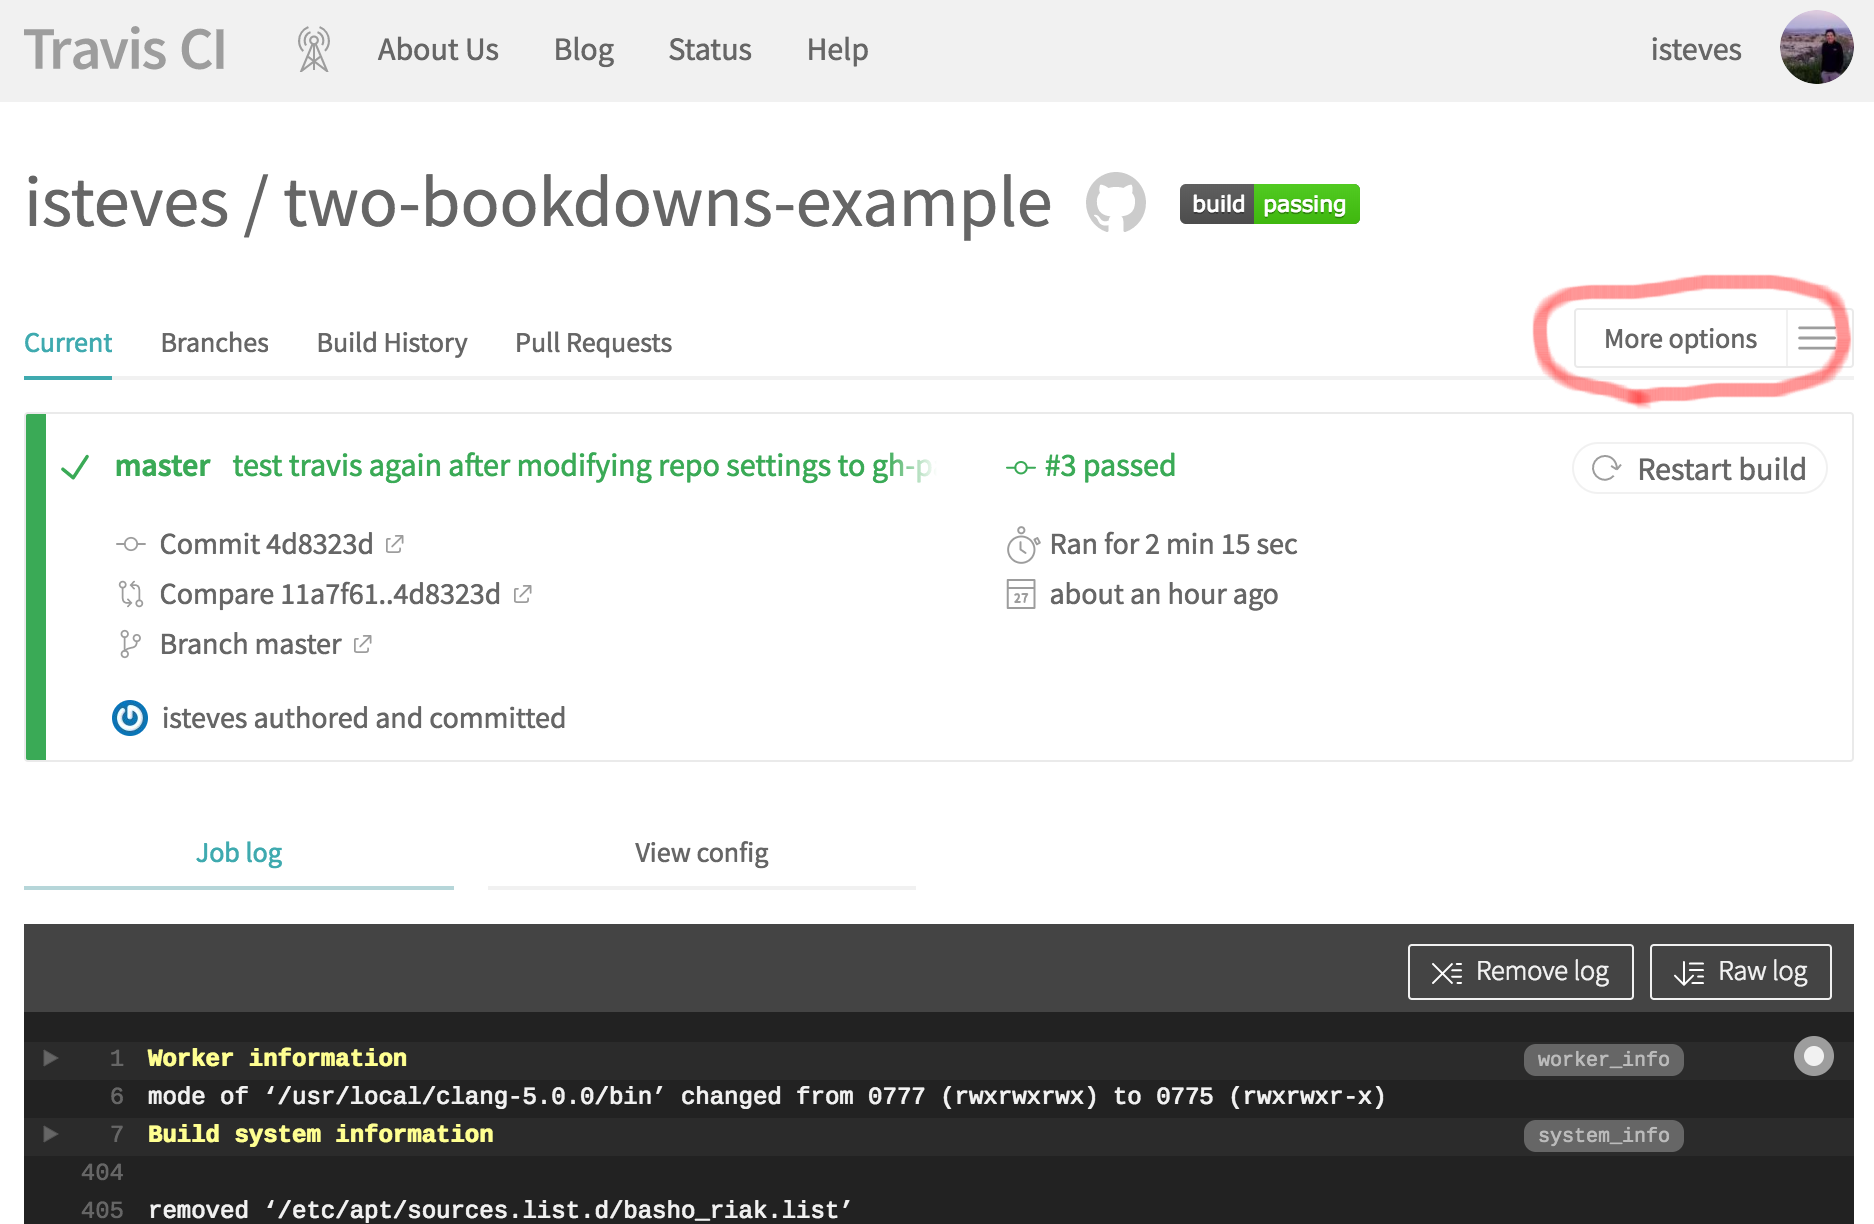 Travis CI About Us Blog Status Help isteves
isteves / two-bookdowns-example build passing
Current Branches Build History Pull Requests More options
master test travis again after modifying repo settings to gh-p #3 passed Restart build
Commit 4d8323d Ran for 2 min 15 sec
Compare 11a7f61..4d8323d 27 about an hour ago
Branch master
isteves authored and committed
Job log View config
Remove log Raw log
1 Worker information worker_info
6 mode of ‘/usr/local/clang-5.0.0/bin’ changed from 0777 (rwxrwxrwx) to 0775 (rwxrwxr-x)
7 Build system information system_info
404
405 removed ‘/etc/apt/sources.list.d/basho_riak.list’